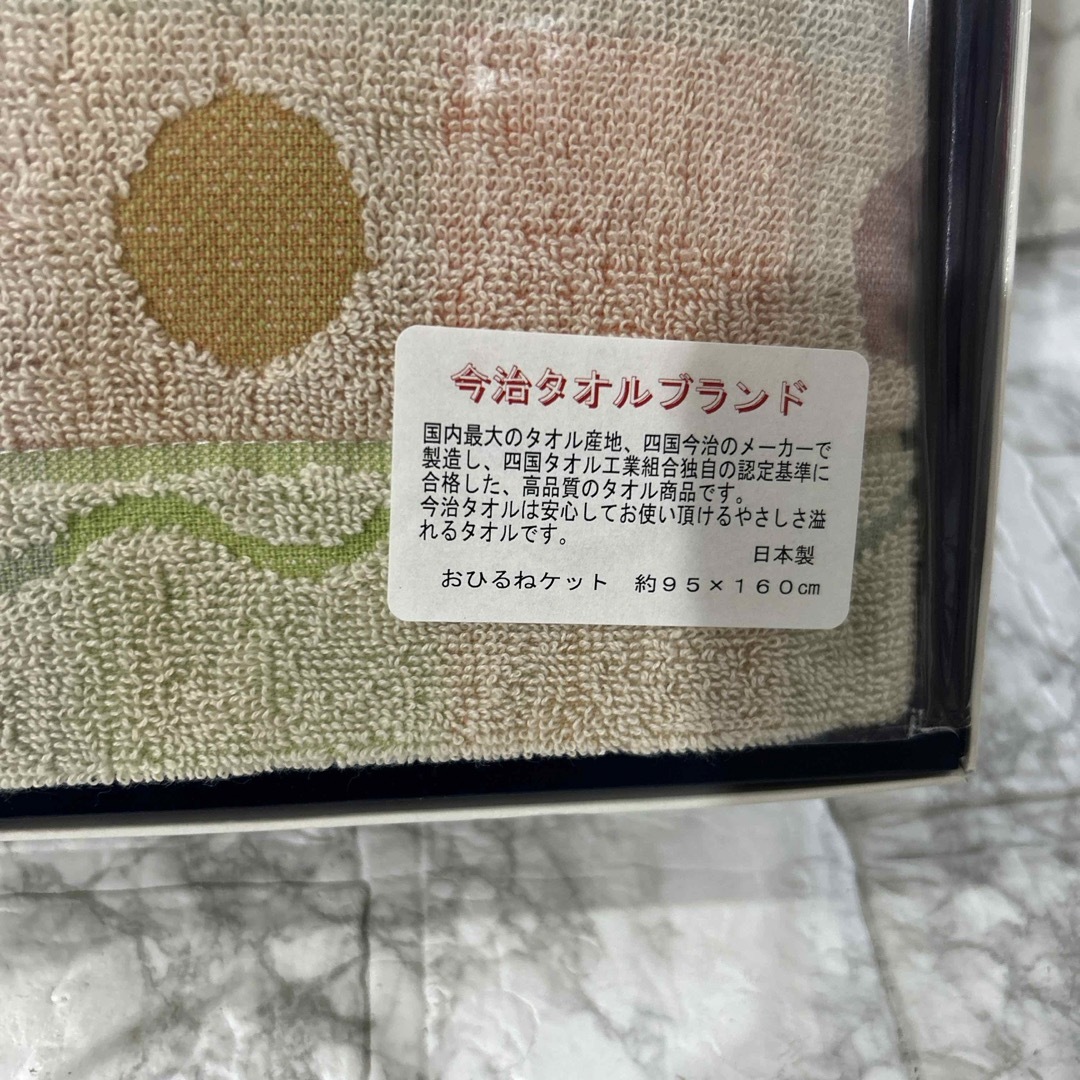 今治タオルブランド
国内最大のタオル産地、四国今治のメーカーで
製造し、四国タオル工業組合独自の認定基準に
合格した、高品質のタオル商品です。
今治タオルは安心してお使い頂けるやさしさ溢
れるタオルです。
日本製
おひるねケット　約９５×１６０㎝